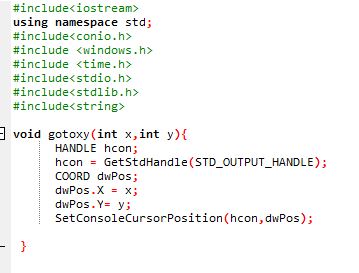 #include<iostream>
using namespace std;
#include<conio.h>
#include <windows.h>
#include <time.h>
#include<stdio.h>
#include<stdlib.h>
#include<string>
void gotoxy(int x,int y){
HANDLE hcon;
hcon = GetStdHandle(STD_OUTPUT_HANDLE);
COORD dwPos;
dwPos.X = x;
dwPos.Y= y;
SetConsoleCursorPosition(hcon,dwPos);
}